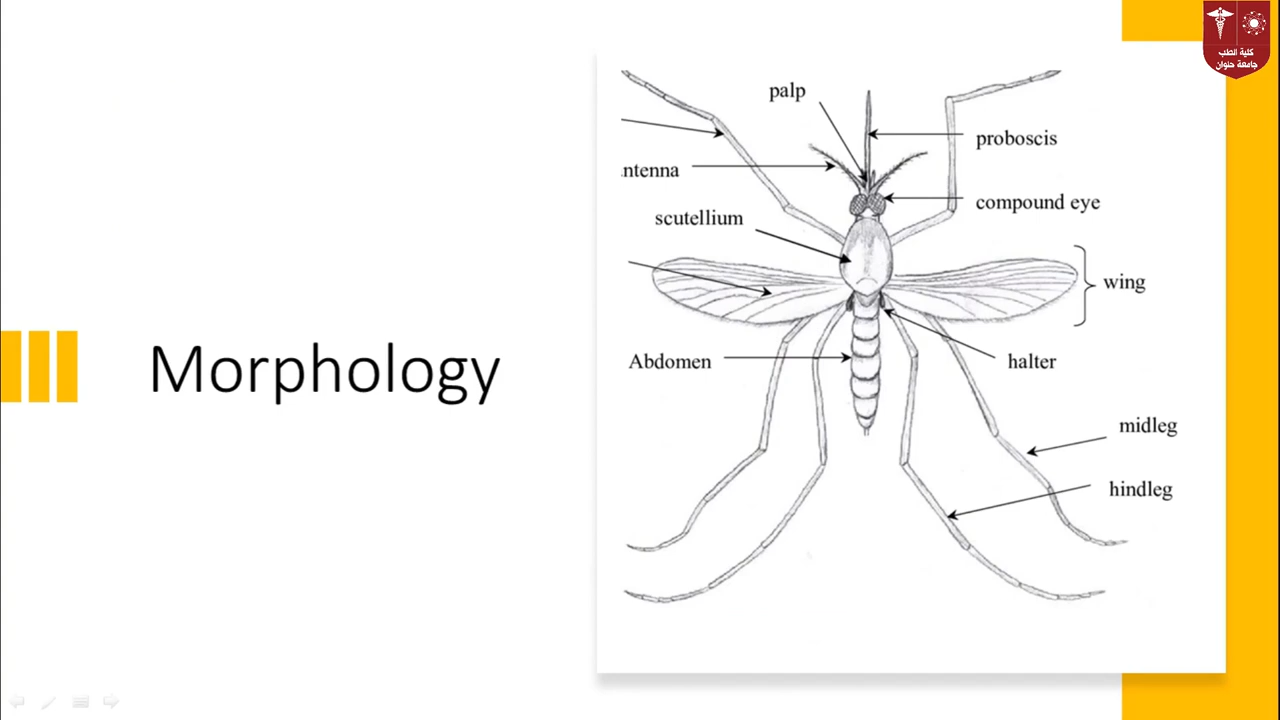 كلية الطب
جامعة حلوان
palp
proboscis
ntenna
compound eye
scutellium
wing
Morphology
Abdomen
halter
midleg
hindleg